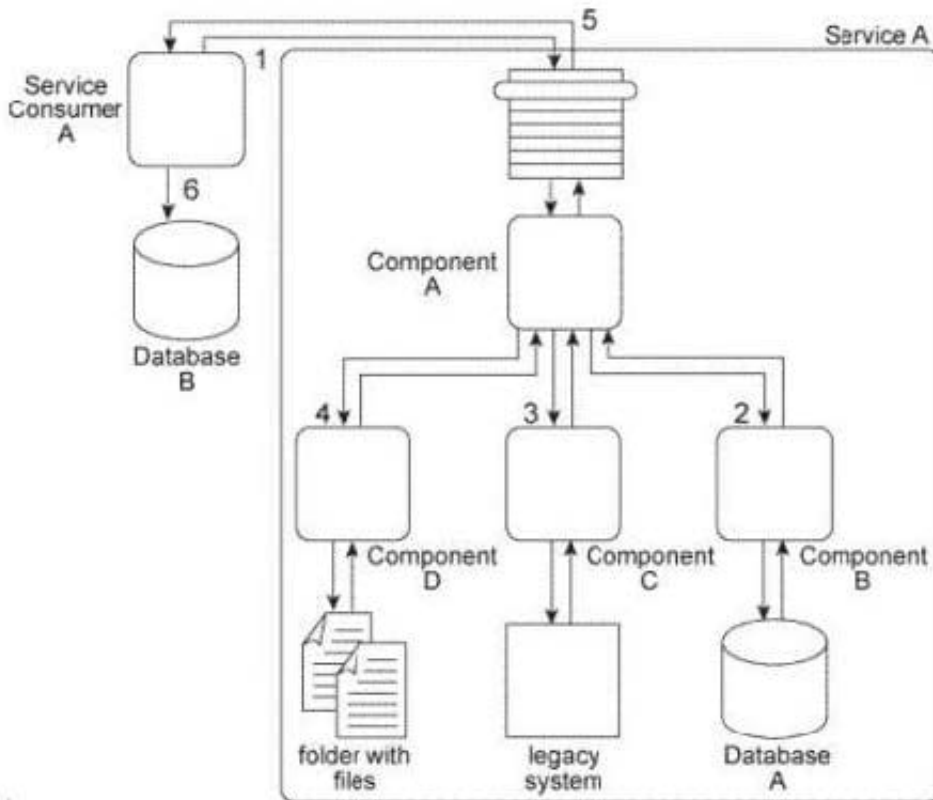 5
Service A
1
Service
Consumer
A
6
Component
A
Database
B
4
3
2
Component
D
Component
C
Component
B
folder with
files
legacy
system
Database
A